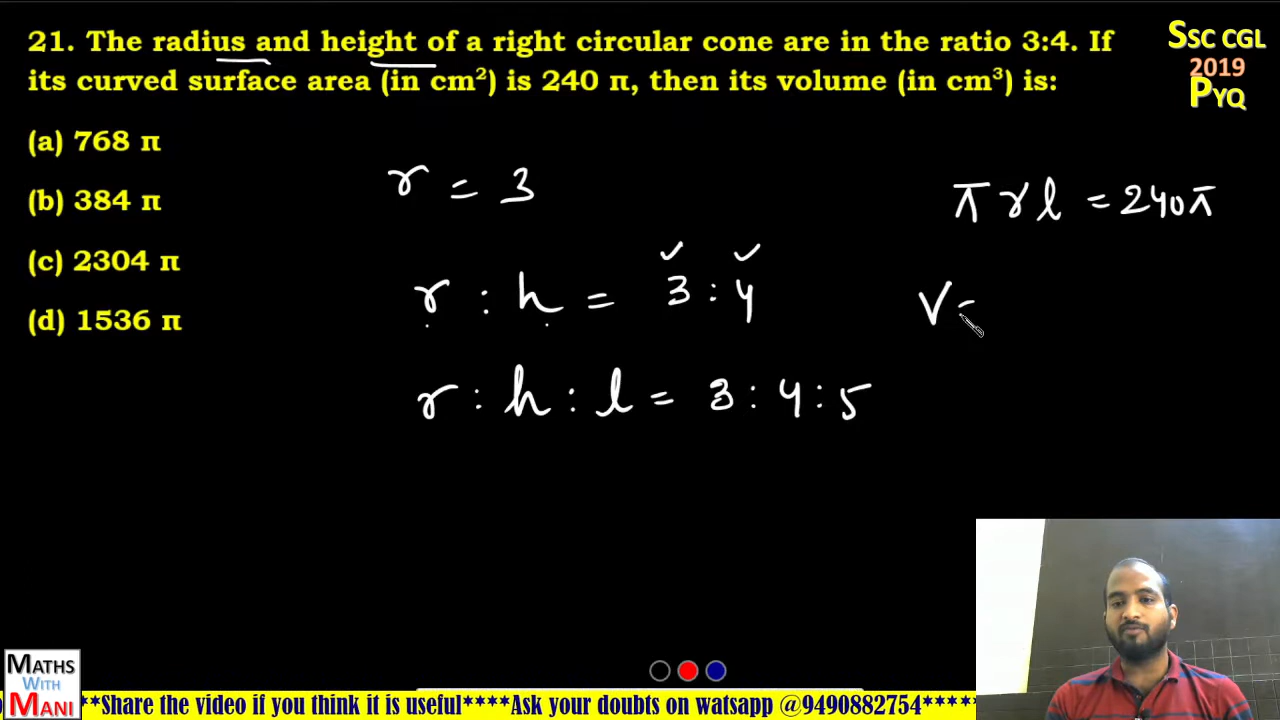 21. The radius and height of a right circular cone are in the ratio 3:4. If
its curved surface area (in cm²) is 240 π, then its volume (in cm³) is:
SSC CGL
2019
PYQ
(a) 768 π
(b) 384 π
(c) 2304 π
(d) 1536 π
r = 3
π r l = 240π
r : h = 3 : 4
V =
r : h : l = 3 : 4 : 5
MATHS
WITH
MANI
**Share the video if you think it is useful****Ask your doubts on watsapp @9490882754*****